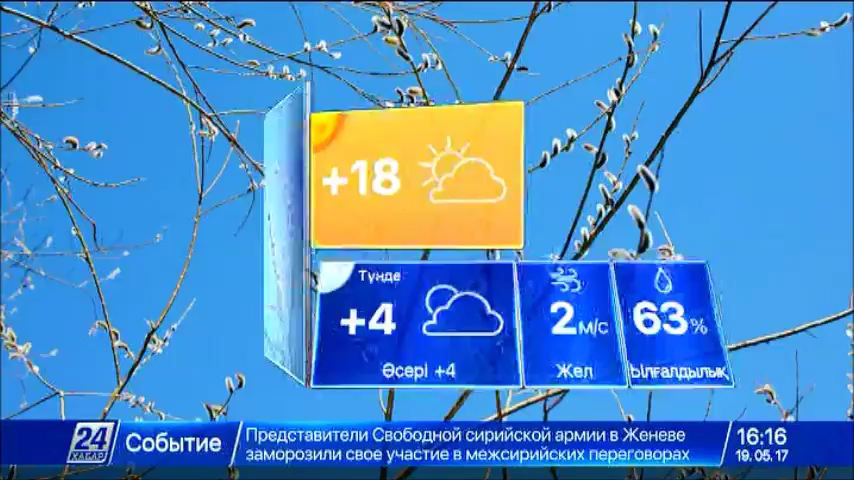 +18
Түнде
+4
Әсері +4
2 м/с
Жел
63 %
Ылғалдылық
24
ХАБАР
Событие
Представители Свободной сирийской армии в Женеве
заморозили свое участие в межсирийских переговорах
16:16
19.05.17